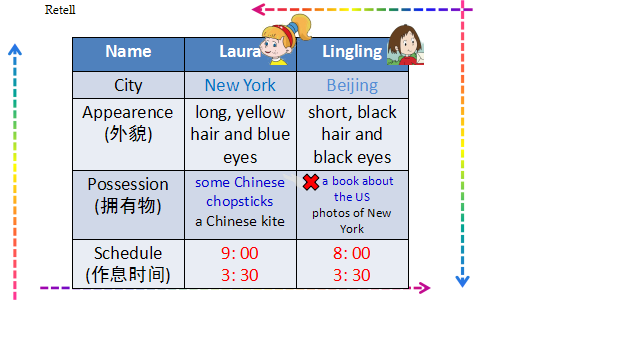 Retell
Name Laura Lingling
City New York Beijing
Appearence
(外貌)
long, yellow
hair and blue
eyes
short, black
hair and
black eyes
Possession
(拥有物)
some Chinese
chopsticks
a Chinese kite
a book about
the US
photos of New
York
Schedule
(作息时间)
9: 00
3: 30
8: 00
3: 30